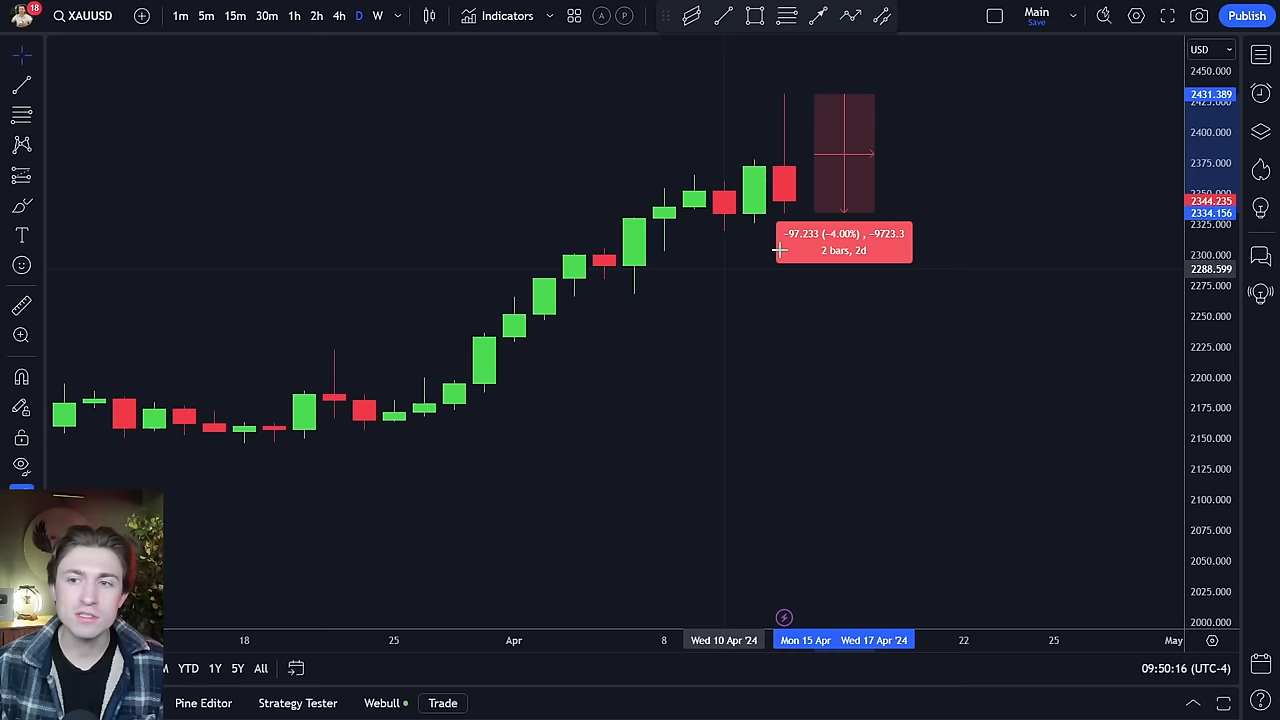 18
XAUUSD
1m 5m 15m 30m 1h 2h 4h D W
Indicators
A P
Main
Save
Publish
USD
2450.000
2431.389
2425.000
2400.000
2375.000
2350.000
2344.235
2334.156
2325.000
2300.000
2288.599
2275.000
2250.000
2225.000
2200.000
2175.000
2150.000
2125.000
2100.000
2075.000
2050.000
2025.000
2000.000
−97.233 (−4.00%) , −9723.3
2 bars, 2d
18 25 Apr 8 Wed 10 Apr '24 Mon 15 Apr Wed 17 Apr '24 22 25 May
YTD 1Y 5Y All
09:50:16 (UTC-4)
Pine Editor Strategy Tester Webull Trade